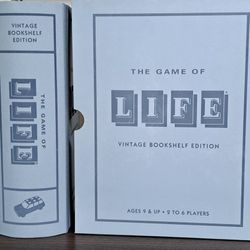 VINTAGE
BOOKSHELF
EDITION
THE GAME OF
LIFE
THE GAME OF
LIFE
VINTAGE BOOKSHELF EDITION
AGES 9 & UP • 2 TO 6 PLAYERS